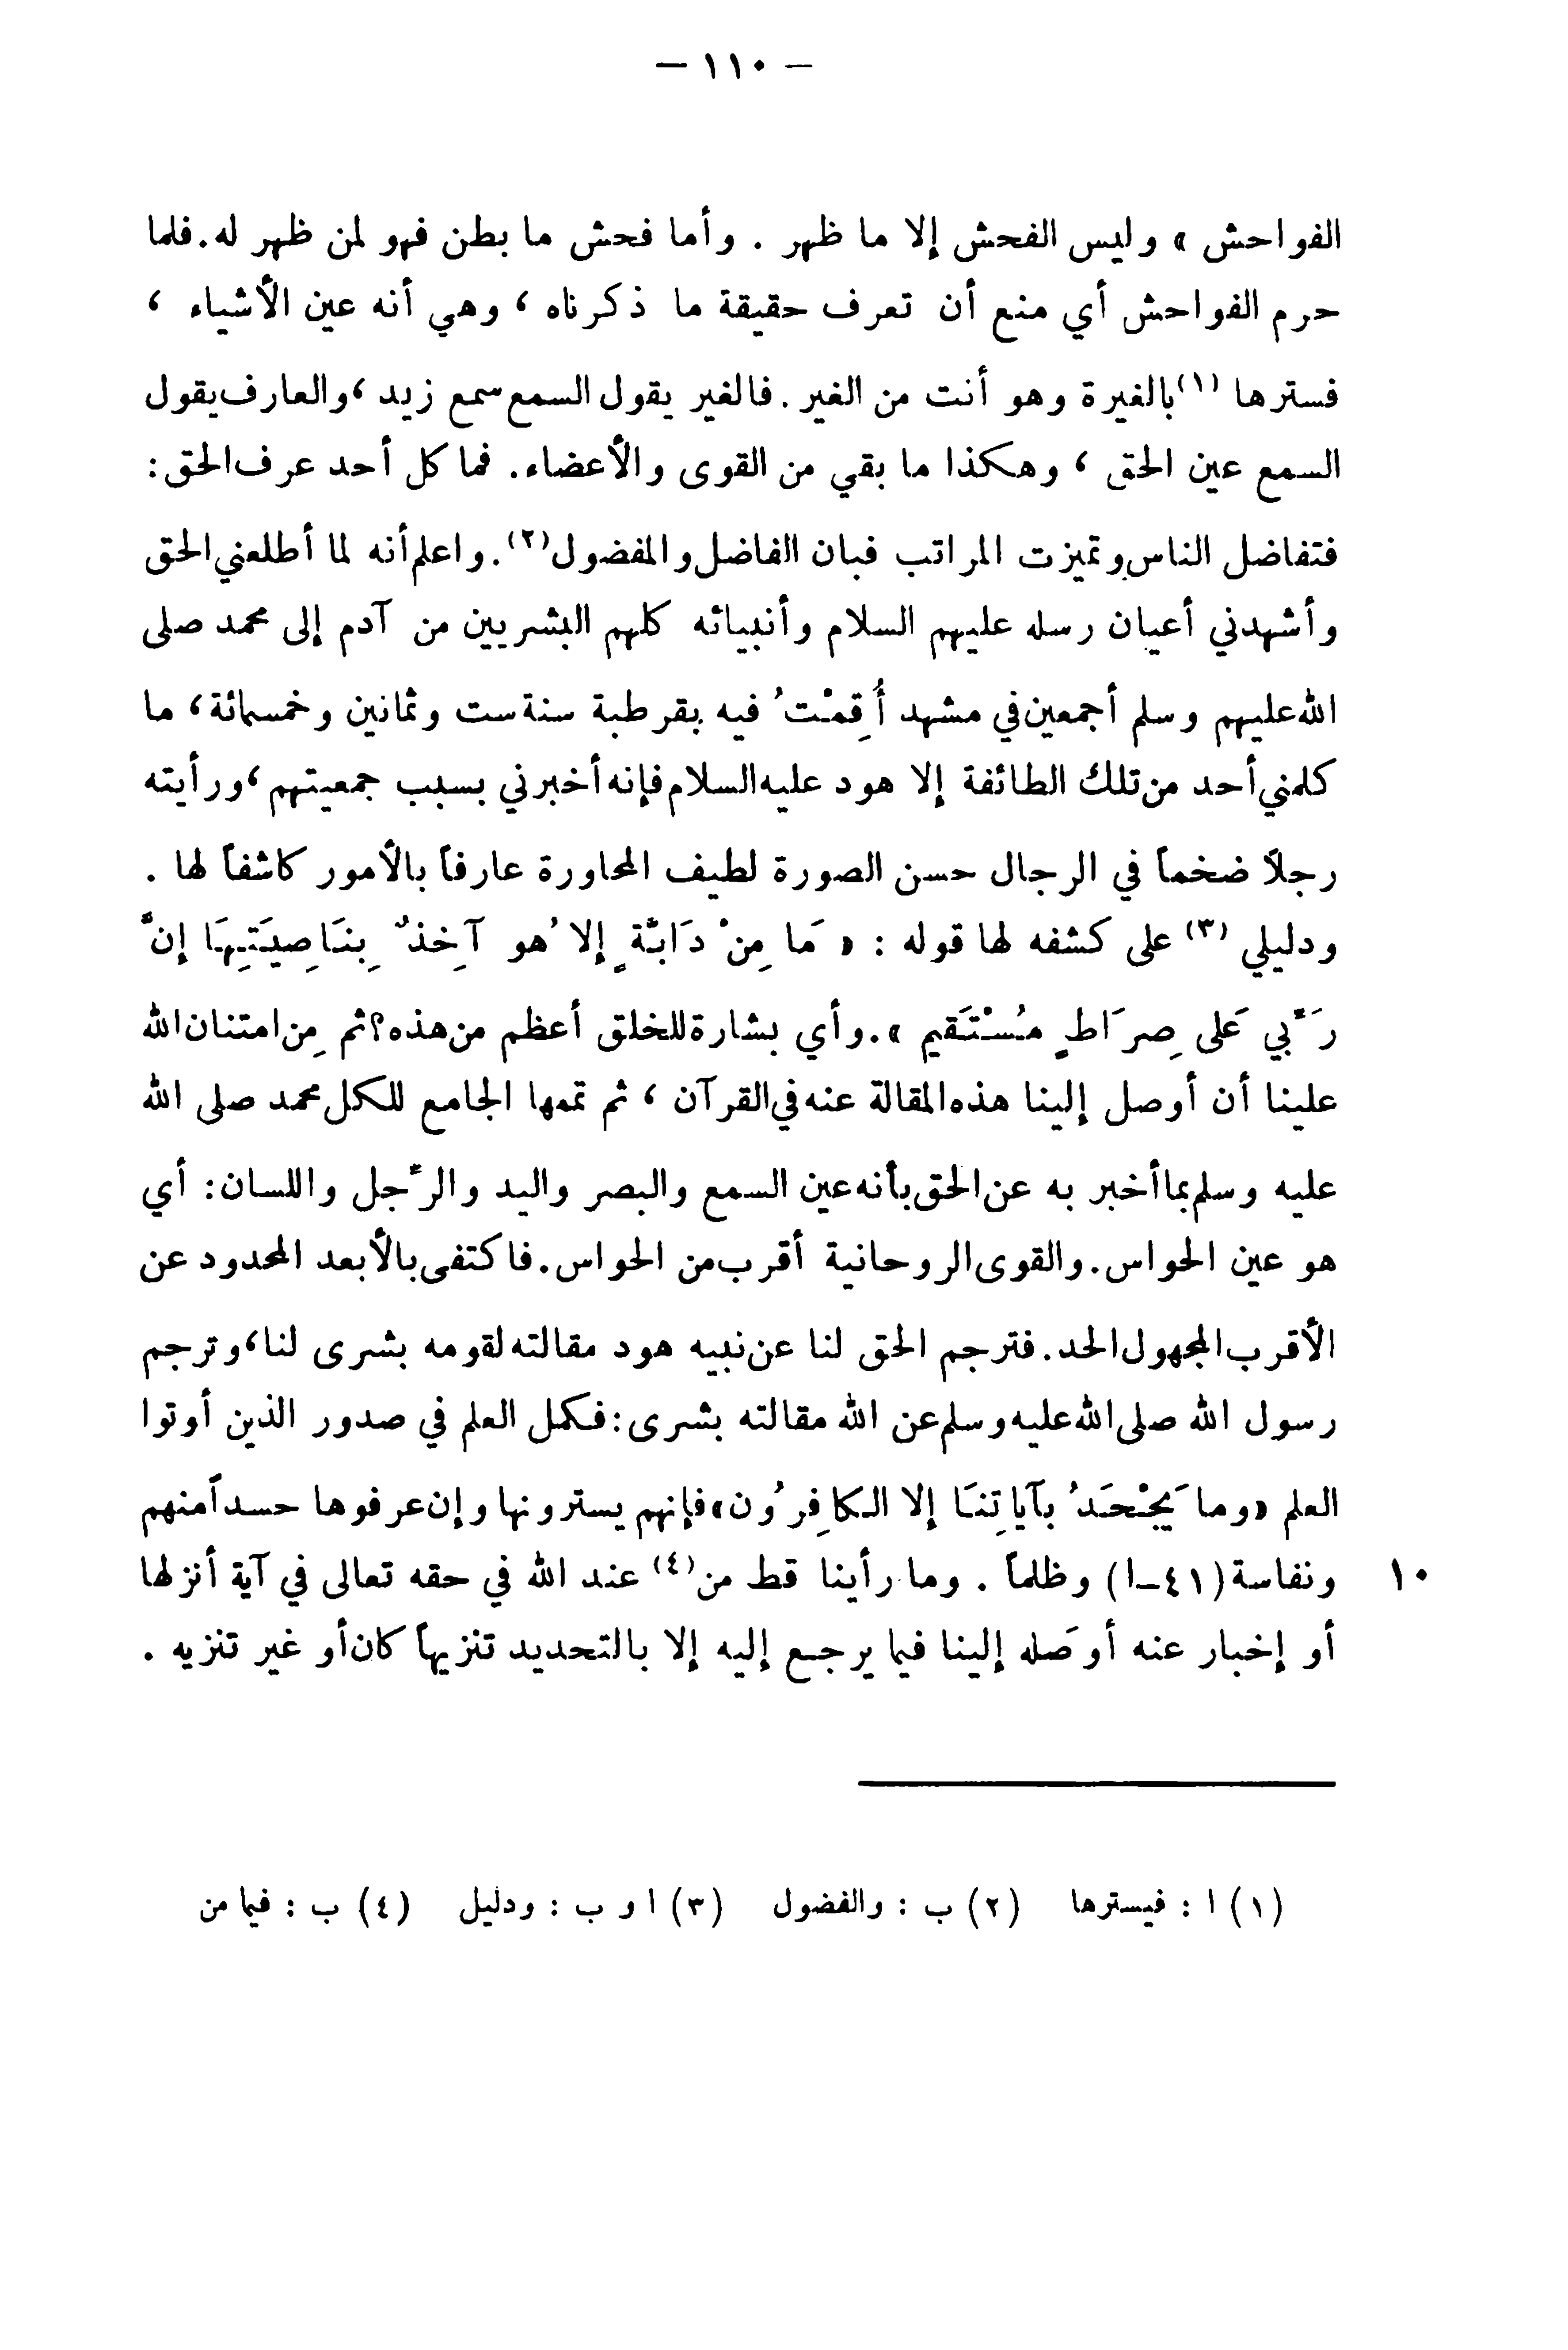 — ١١٠ —
الفواحش » وليس الفحش إلا ما ظهر . وأما فحش ما بطن فهو لمن ظهر له . فلما
حرم الفواحش أي منع أن تعرف حقيقة ما ذكرناه ، وهي أنه عين الأشياء ،
فسترها (١) بالغيرة وهو أنت من الغير . فالغير يقول السمع سمع زيد ، والعارف يقول
السمع عين الحق ، وهكذا ما بقي من القوى والأعضاء . فما كل أحد عرف الحق :
فتفاضل الناس وتميزت المراتب فبان الفاضل والمفضول (٢) . واعلم أنه لما أطلعني الحق
وأشهدني أعيان رسله عليهم السلام وأنبيائه كلهم البشريين من آدم إلى محمد صلى
الله عليهم وسلم أجمعين في مشهد أُقِمْتُ فيه بقرطبة سنة ست وثمانين وخمسمائة ، ما
كلمني أحد من تلك الطائفة إلا هود عليه السلام فإنه أخبرني بسبب جمعيتهم ، ورأيته
رجلاً ضخماً في الرجال حسن الصورة لطيف المحاورة عارفاً بالأمور كاشفاً لها .
ودليلي (٣) على كشفه لها قوله : « مَا مِنْ دَابَّةٍ إلا هُو آخِذٌ بِنَاصِيَتِهَا إنَّ
رَبِّي عَلى صِرَاطٍ مُسْتَقيم » . وأي بشارة للخلق أعظم من هذه ؟ ثم مِن امتنان الله
علينا أن أوصل إلينا هذه المقالة عنه في القرآن ، ثم تممها الجامع للكل محمد صلى الله
عليه وسلم بما أخبر به عن الحق بأنه عين السمع والبصر واليد والرِّجل واللسان : أي
هو عين الحواس . والقوى الروحانية أقرب من الحواس . فاكتفى بالأبعد المحدود عن
الأقرب المجهول الحد . فترجم الحق لنا عن نبيه هود مقالته لقومه بشرى لنا ، وترجم
رسول الله صلى الله عليه وسلم عن الله مقالته بشرى : فكمل العلم في صدور الذين أوتوا
العلم « وما يَجْحَدُ بآياتِنَا إلا الكافِرُون » فإنهم يسترونها وإن عرفوها حسداً منهم
ونفاسة (٤١-ا) وظلماً . وما رأينا قط من (٤) عند الله في حقه تعالى في آية أنزلها ١٠
أو إخبار عنه أوصَله إلينا فيما يرجع إليه إلا بالتحديد تنزيهاً كان أو غير تنزيه .
(١) ا : فيسترها (٢) ب : والفضول (٣) ا و ب : ودليل (٤) ب : فيما من